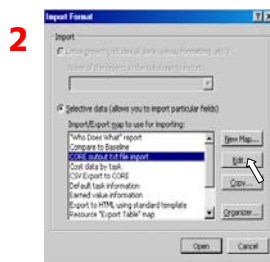 2
Import Format
Import
Selective data (allows you to import particular fields)
Import/Export map to use for importing:
"Who Does What" report
Compare to Baseline
CORE output txt file import
Cost data by task
CSV Export to CORE
Default task information
Earned value information
Export to HTML using standard template
Resource "Export Table" map
New Map...
Edit...
Copy...
Organizer...
Open
Cancel